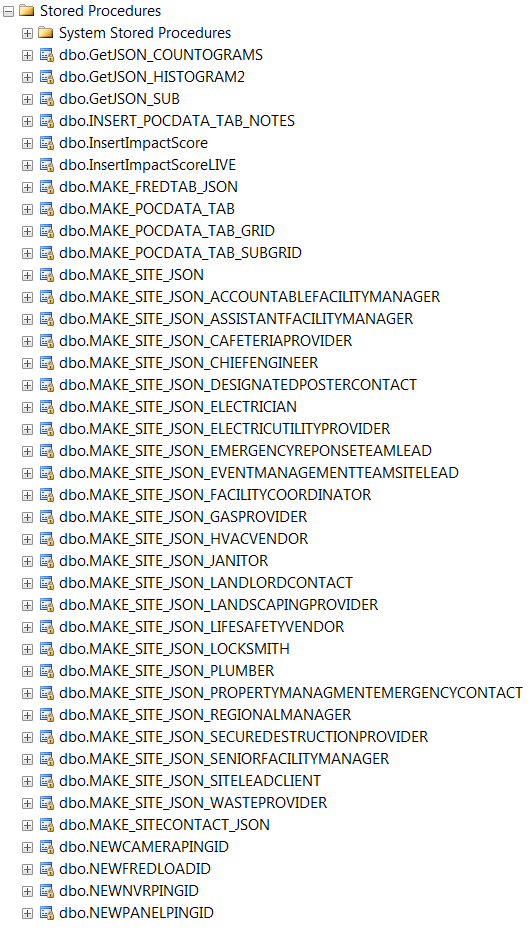 Stored Procedures
System Stored Procedures
dbo.GetJSON_COUNTOGRAMS
dbo.GetJSON_HISTOGRAM2
dbo.GetJSON_SUB
dbo.INSERT_POCDATA_TAB_NOTES
dbo.InsertImpactScore
dbo.InsertImpactScoreLIVE
dbo.MAKE_FREDTAB_JSON
dbo.MAKE_POCDATA_TAB
dbo.MAKE_POCDATA_TAB_GRID
dbo.MAKE_POCDATA_TAB_SUBGRID
dbo.MAKE_SITE_JSON
dbo.MAKE_SITE_JSON_ACCOUNTABLEFACILITYMANAGER
dbo.MAKE_SITE_JSON_ASSISTANTFACILITYMANAGER
dbo.MAKE_SITE_JSON_CAFETERIAPROVIDER
dbo.MAKE_SITE_JSON_CHIEFENGINEER
dbo.MAKE_SITE_JSON_DESIGNATEDPOSTERCONTACT
dbo.MAKE_SITE_JSON_ELECTRICIAN
dbo.MAKE_SITE_JSON_ELECTRICUTILITYPROVIDER
dbo.MAKE_SITE_JSON_EMERGENCYREPONSETEAMLEAD
dbo.MAKE_SITE_JSON_EVENTMANAGEMENTTEAMSITELEAD
dbo.MAKE_SITE_JSON_FACILITYCOORDINATOR
dbo.MAKE_SITE_JSON_GASPROVIDER
dbo.MAKE_SITE_JSON_HVACVENDOR
dbo.MAKE_SITE_JSON_JANITOR
dbo.MAKE_SITE_JSON_LANDLORDCONTACT
dbo.MAKE_SITE_JSON_LANDSCAPINGPROVIDER
dbo.MAKE_SITE_JSON_LIFESAFETYVENDOR
dbo.MAKE_SITE_JSON_LOCKSMITH
dbo.MAKE_SITE_JSON_PLUMBER
dbo.MAKE_SITE_JSON_PROPERTYMANAGMENTEMERGENCYCONTACT
dbo.MAKE_SITE_JSON_REGIONALMANAGER
dbo.MAKE_SITE_JSON_SECUREDESTRUCTIONPROVIDER
dbo.MAKE_SITE_JSON_SENIORFACILITYMANAGER
dbo.MAKE_SITE_JSON_SITELEADCLIENT
dbo.MAKE_SITE_JSON_WASTEPROVIDER
dbo.MAKE_SITECONTACT_JSON
dbo.NEWCAMERAPINGID
dbo.NEWFREDLOADID
dbo.NEWNVRPINGID
dbo.NEWPANELPINGID